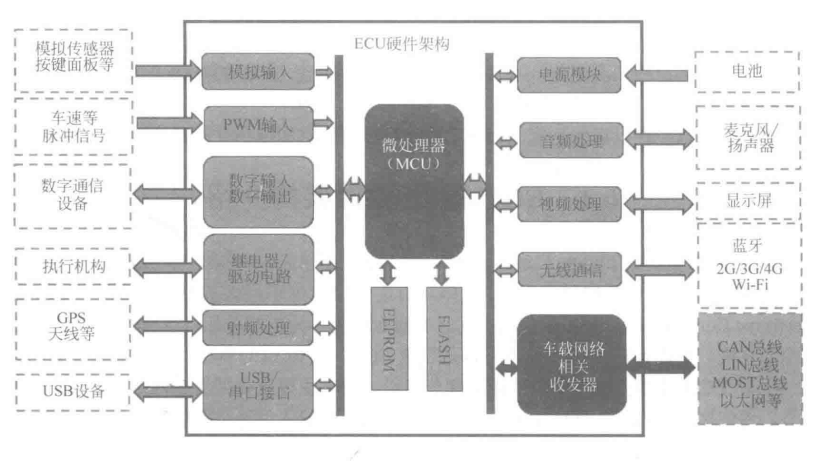 ECU硬件架构
模拟传感器
按键面板等
车速等
脉冲信号
数字通信
设备
执行机构
GPS
天线等
USB设备
模拟输入
PWM输入
数字输入
数字输出
继电器/
驱动电路
射频处理
USB/
串口接口
微处理器
(MCU)
EEPROM
FLASH
电源模块
音频处理
视频处理
无线通信
车载网络
相关
收发器
电池
麦克风/
扬声器
显示屏
蓝牙
2G/3G/4G
Wi-Fi
CAN总线
LIN总线
MOST总线
以太网等